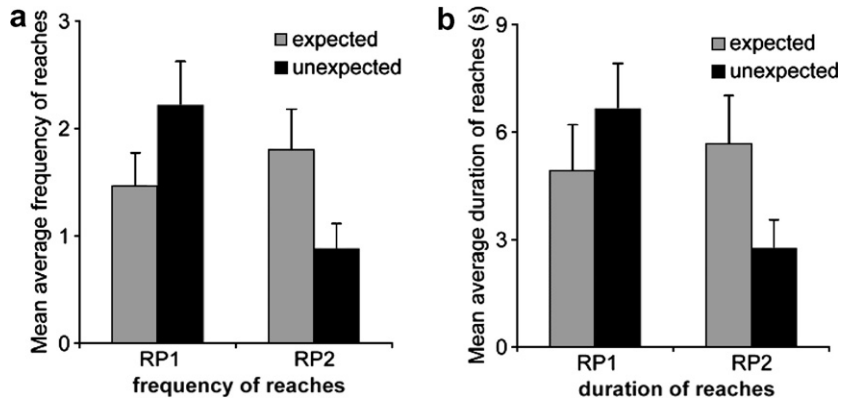 a
Mean average frequency of reaches
3
2
1
0
expected
unexpected
RP1
RP2
frequency of reaches
b
Mean average duration of reaches (s)
9
6
3
0
expected
unexpected
RP1
RP2
duration of reaches